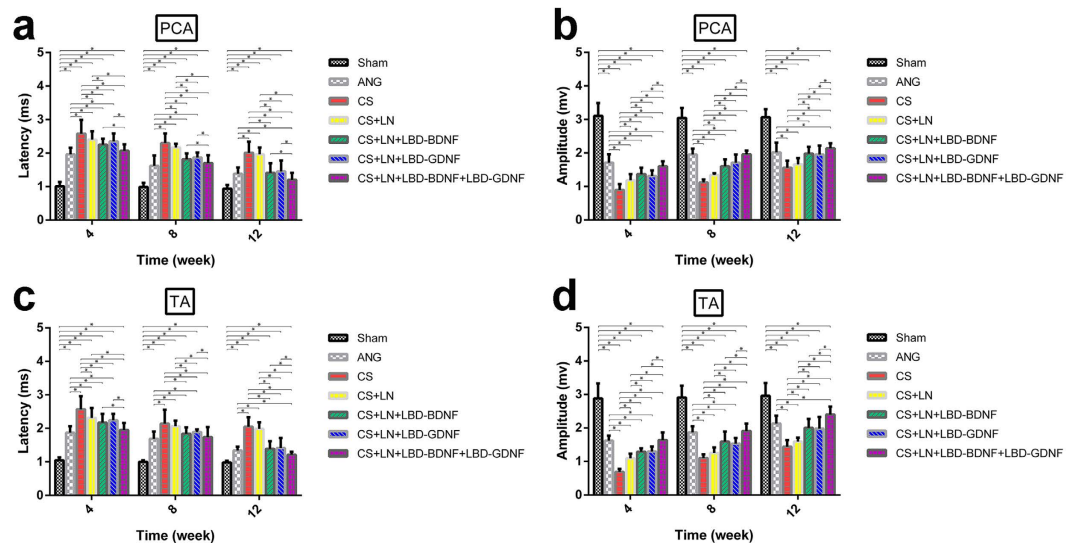 a
PCA
5
4
3
2
1
0
Latency (ms)
4
8
12
Time (week)
Sham
ANG
CS
CS+LN
CS+LN+LBD-BDNF
CS+LN+LBD-GDNF
CS+LN+LBD-BDNF+LBD-GDNF
b
PCA
5
4
3
2
1
0
Amplitude (mv)
4
8
12
Time (week)
Sham
ANG
CS
CS+LN
CS+LN+LBD-BDNF
CS+LN+LBD-GDNF
CS+LN+LBD-BDNF+LBD-GDNF
c
TA
5
4
3
2
1
0
Latency (ms)
4
8
12
Time (week)
Sham
ANG
CS
CS+LN
CS+LN+LBD-BDNF
CS+LN+LBD-GDNF
CS+LN+LBD-BDNF+LBD-GDNF
d
TA
5
4
3
2
1
0
Amplitude (mv)
4
8
12
Time (week)
Sham
ANG
CS
CS+LN
CS+LN+LBD-BDNF
CS+LN+LBD-GDNF
CS+LN+LBD-BDNF+LBD-GDNF